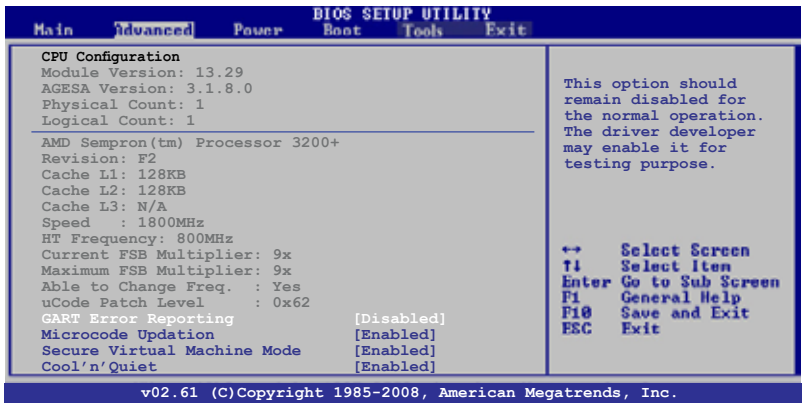 BIOS SETUP UTILITY
Main Advanced Power Boot Tools Exit
CPU Configuration
Module Version: 13.29
AGESA Version: 3.1.8.0
Physical Count: 1
Logical Count: 1
AMD Sempron(tm) Processor 3200+
Revision: F2
Cache L1: 128KB
Cache L2: 128KB
Cache L3: N/A
Speed : 1800MHz
HT Frequency: 800MHz
Current FSB Multiplier: 9x
Maximum FSB Multiplier: 9x
Able to Change Freq. : Yes
uCode Patch Level : 0x62
GART Error Reporting [Disabled]
Microcode Updation [Enabled]
Secure Virtual Machine Mode [Enabled]
Cool'n'Quiet [Enabled]
This option should
remain disabled for
the normal operation.
The driver developer
may enable it for
testing purpose.
↔ Select Screen
↑↓ Select Item
Enter Go to Sub Screen
F1 General Help
F10 Save and Exit
ESC Exit
v02.61 (C)Copyright 1985-2008, American Megatrends, Inc.